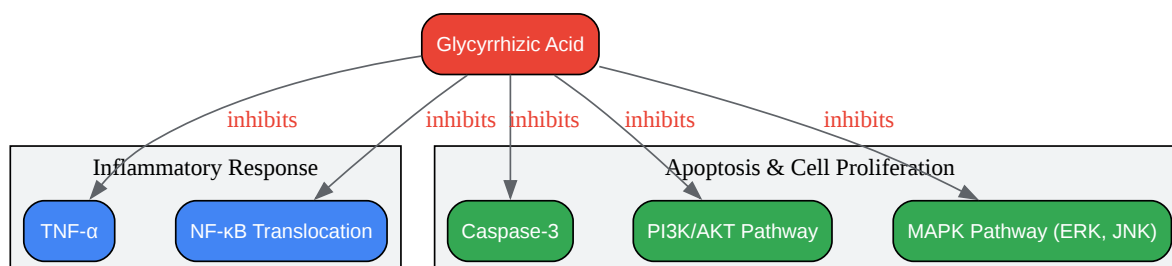 Glycyrrhizic Acid
inhibits
inhibits
inhibits
inhibits
inhibits
Inflammatory Response
Apoptosis & Cell Proliferation
TNF-α
NF-κB Translocation
Caspase-3
PI3K/AKT Pathway
MAPK Pathway (ERK, JNK)